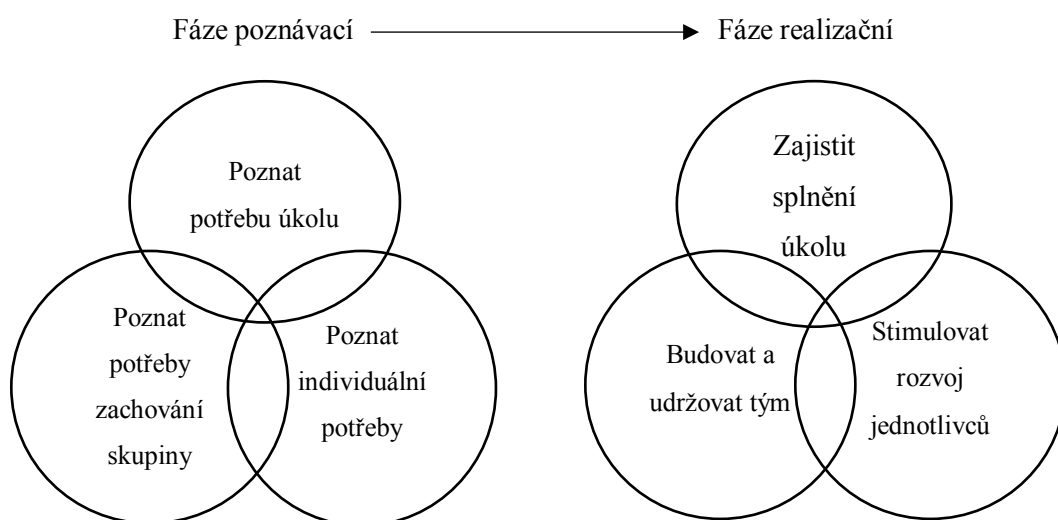 Fáze poznávací
Fáze realizační
Poznat
potřebu úkolu
Poznat
potřeby
zachování
skupiny
Poznat
individuální
potřeby
Zajistit
splnění
úkolu
Budovat a
udržovat tým
Stimulovat
rozvoj
jednotlivců